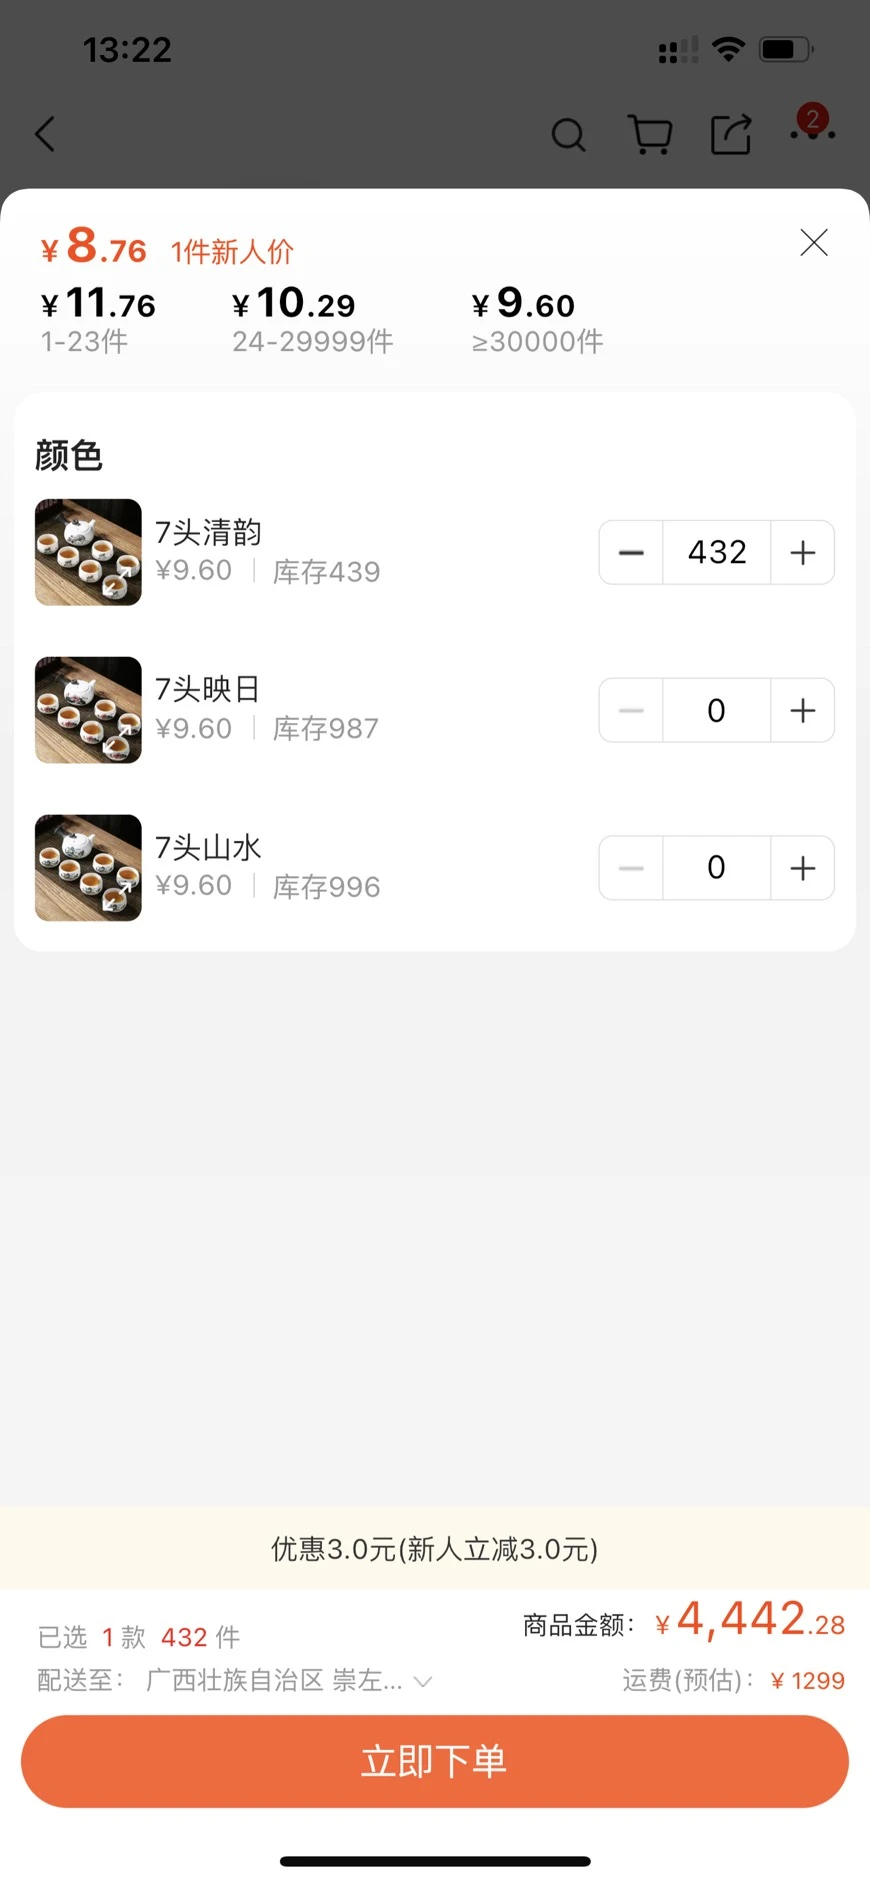 13:22
2
¥8.76 1件新人价
¥11.76 ¥10.29 ¥9.60
1-23件 24-29999件 ≥30000件
颜色
7头清韵
¥9.60 库存439
432
7头映日
¥9.60 库存987
0
7头山水
¥9.60 库存996
0
优惠3.0元(新人立减3.0元)
已选 1 款 432 件
商品金额: ¥4,442.28
配送至: 广西壮族自治区 崇左...
运费(预估): ¥1299
立即下单